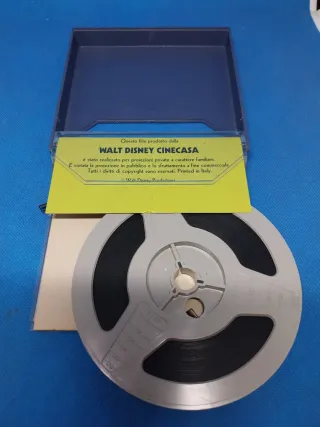 Questo film prodotto dalla
WALT DISNEY CINECASA
è stato realizzato per proiezioni private a carattere familiare.
È vietata la proiezione in pubblico e lo sfruttamento a fine commerciale.
Tutti i diritti di copyright sono riservati. Printed in Italy.
Walt Disney Productions